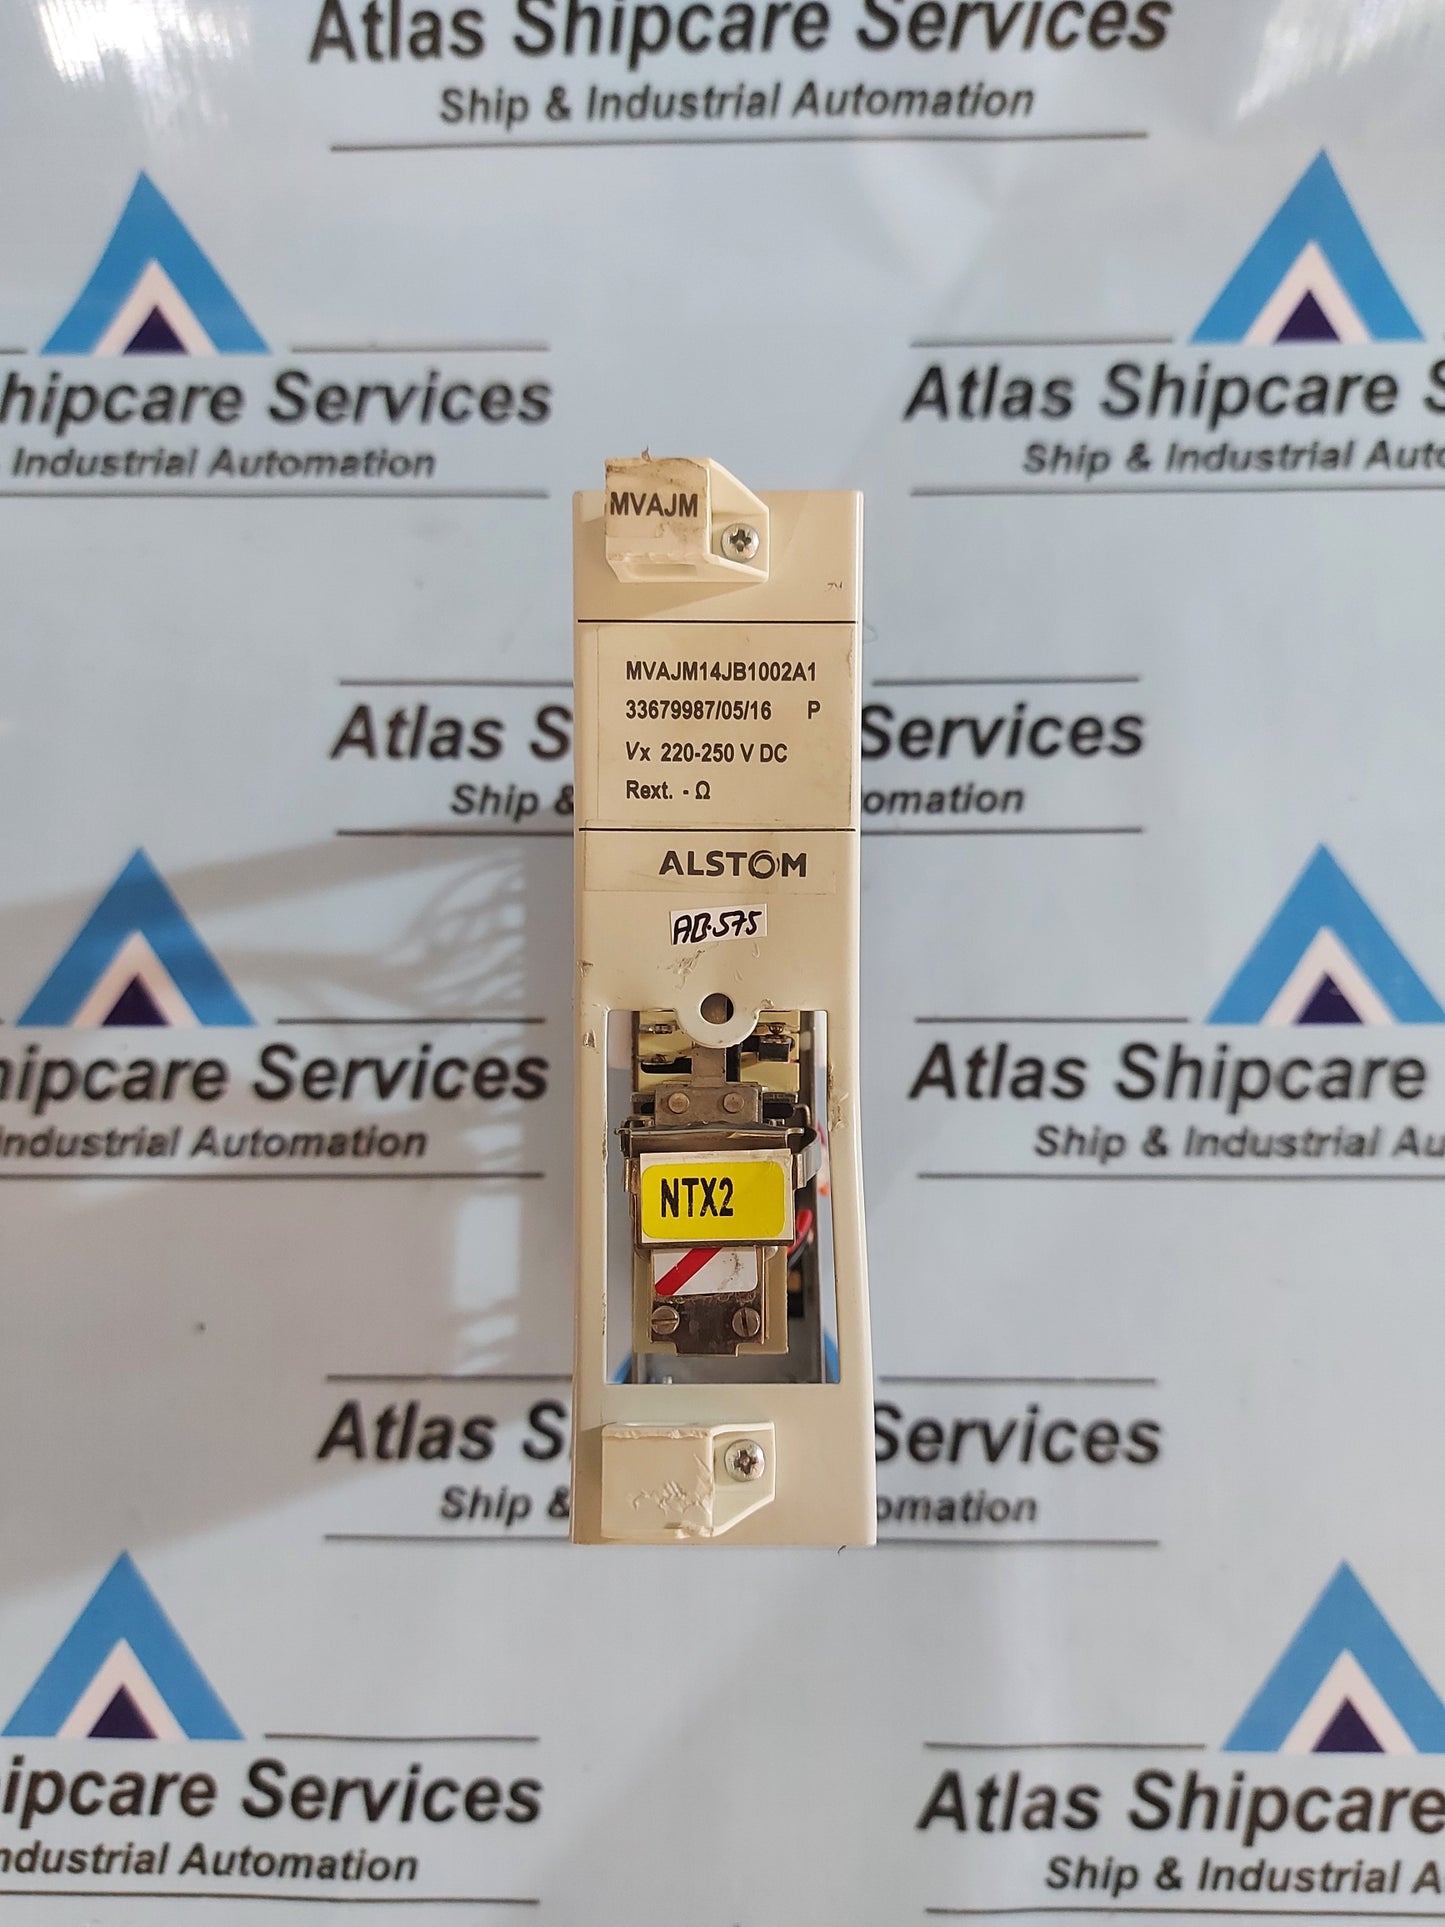 Atlas Shipcare Services
Ship & Industrial Automation
hipcare Services
Industrial Automation
Atlas Shipcare S
Ship & Industrial Auto
MVAJM
MVAJM14JB1002A1
33679987/05/16 P
Vx 220-250 V DC
Rext. - Ω
Atlas S
Services
Ship &
omation
ALSTOM
AB-575
hipcare Services
Industrial Automation
Atlas Shipcare
Ship & Industrial Au
NTX2
Atlas S
Services
Ship &
omation
ipcare Services
ndustrial Automation
Atlas Shipcare
Ship & Industrial A